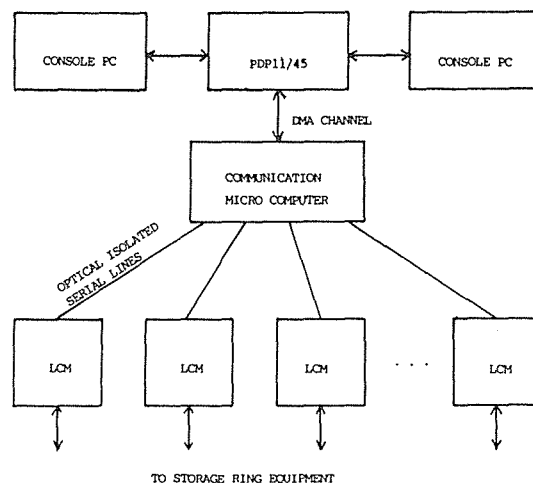 CONSOLE PC
PDP11/45
CONSOLE PC
DMA CHANNEL
COMMUNICATION
MICRO COMPUTER
OPTICAL ISOLATED
SERIAL LINES
LCM
LCM
LCM
. . .
LCM
TO STORAGE RING EQUIPMENT